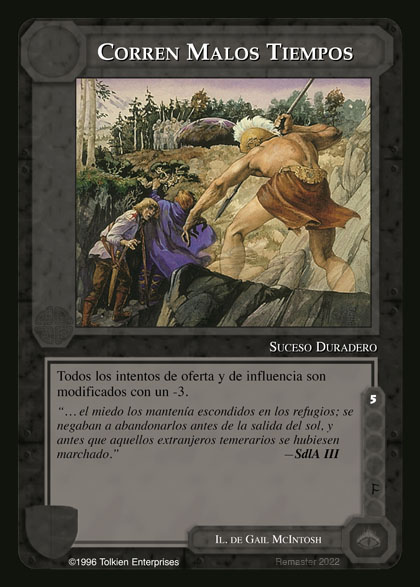 CORREN MALOS TIEMPOS
SUCESO DURADERO
Todos los intentos de oferta y de influencia son
modificados con un -3.
“… el miedo los mantenía escondidos en los refugios; se
negaban a abandonarlos antes de la salida del sol, y
antes que aquellos extranjeros temerarios se hubiesen
marchado.” –SdlA III
5
F
IL. DE GAIL MCINTOSH
©1996 Tolkien Enterprises
Remaster 2022